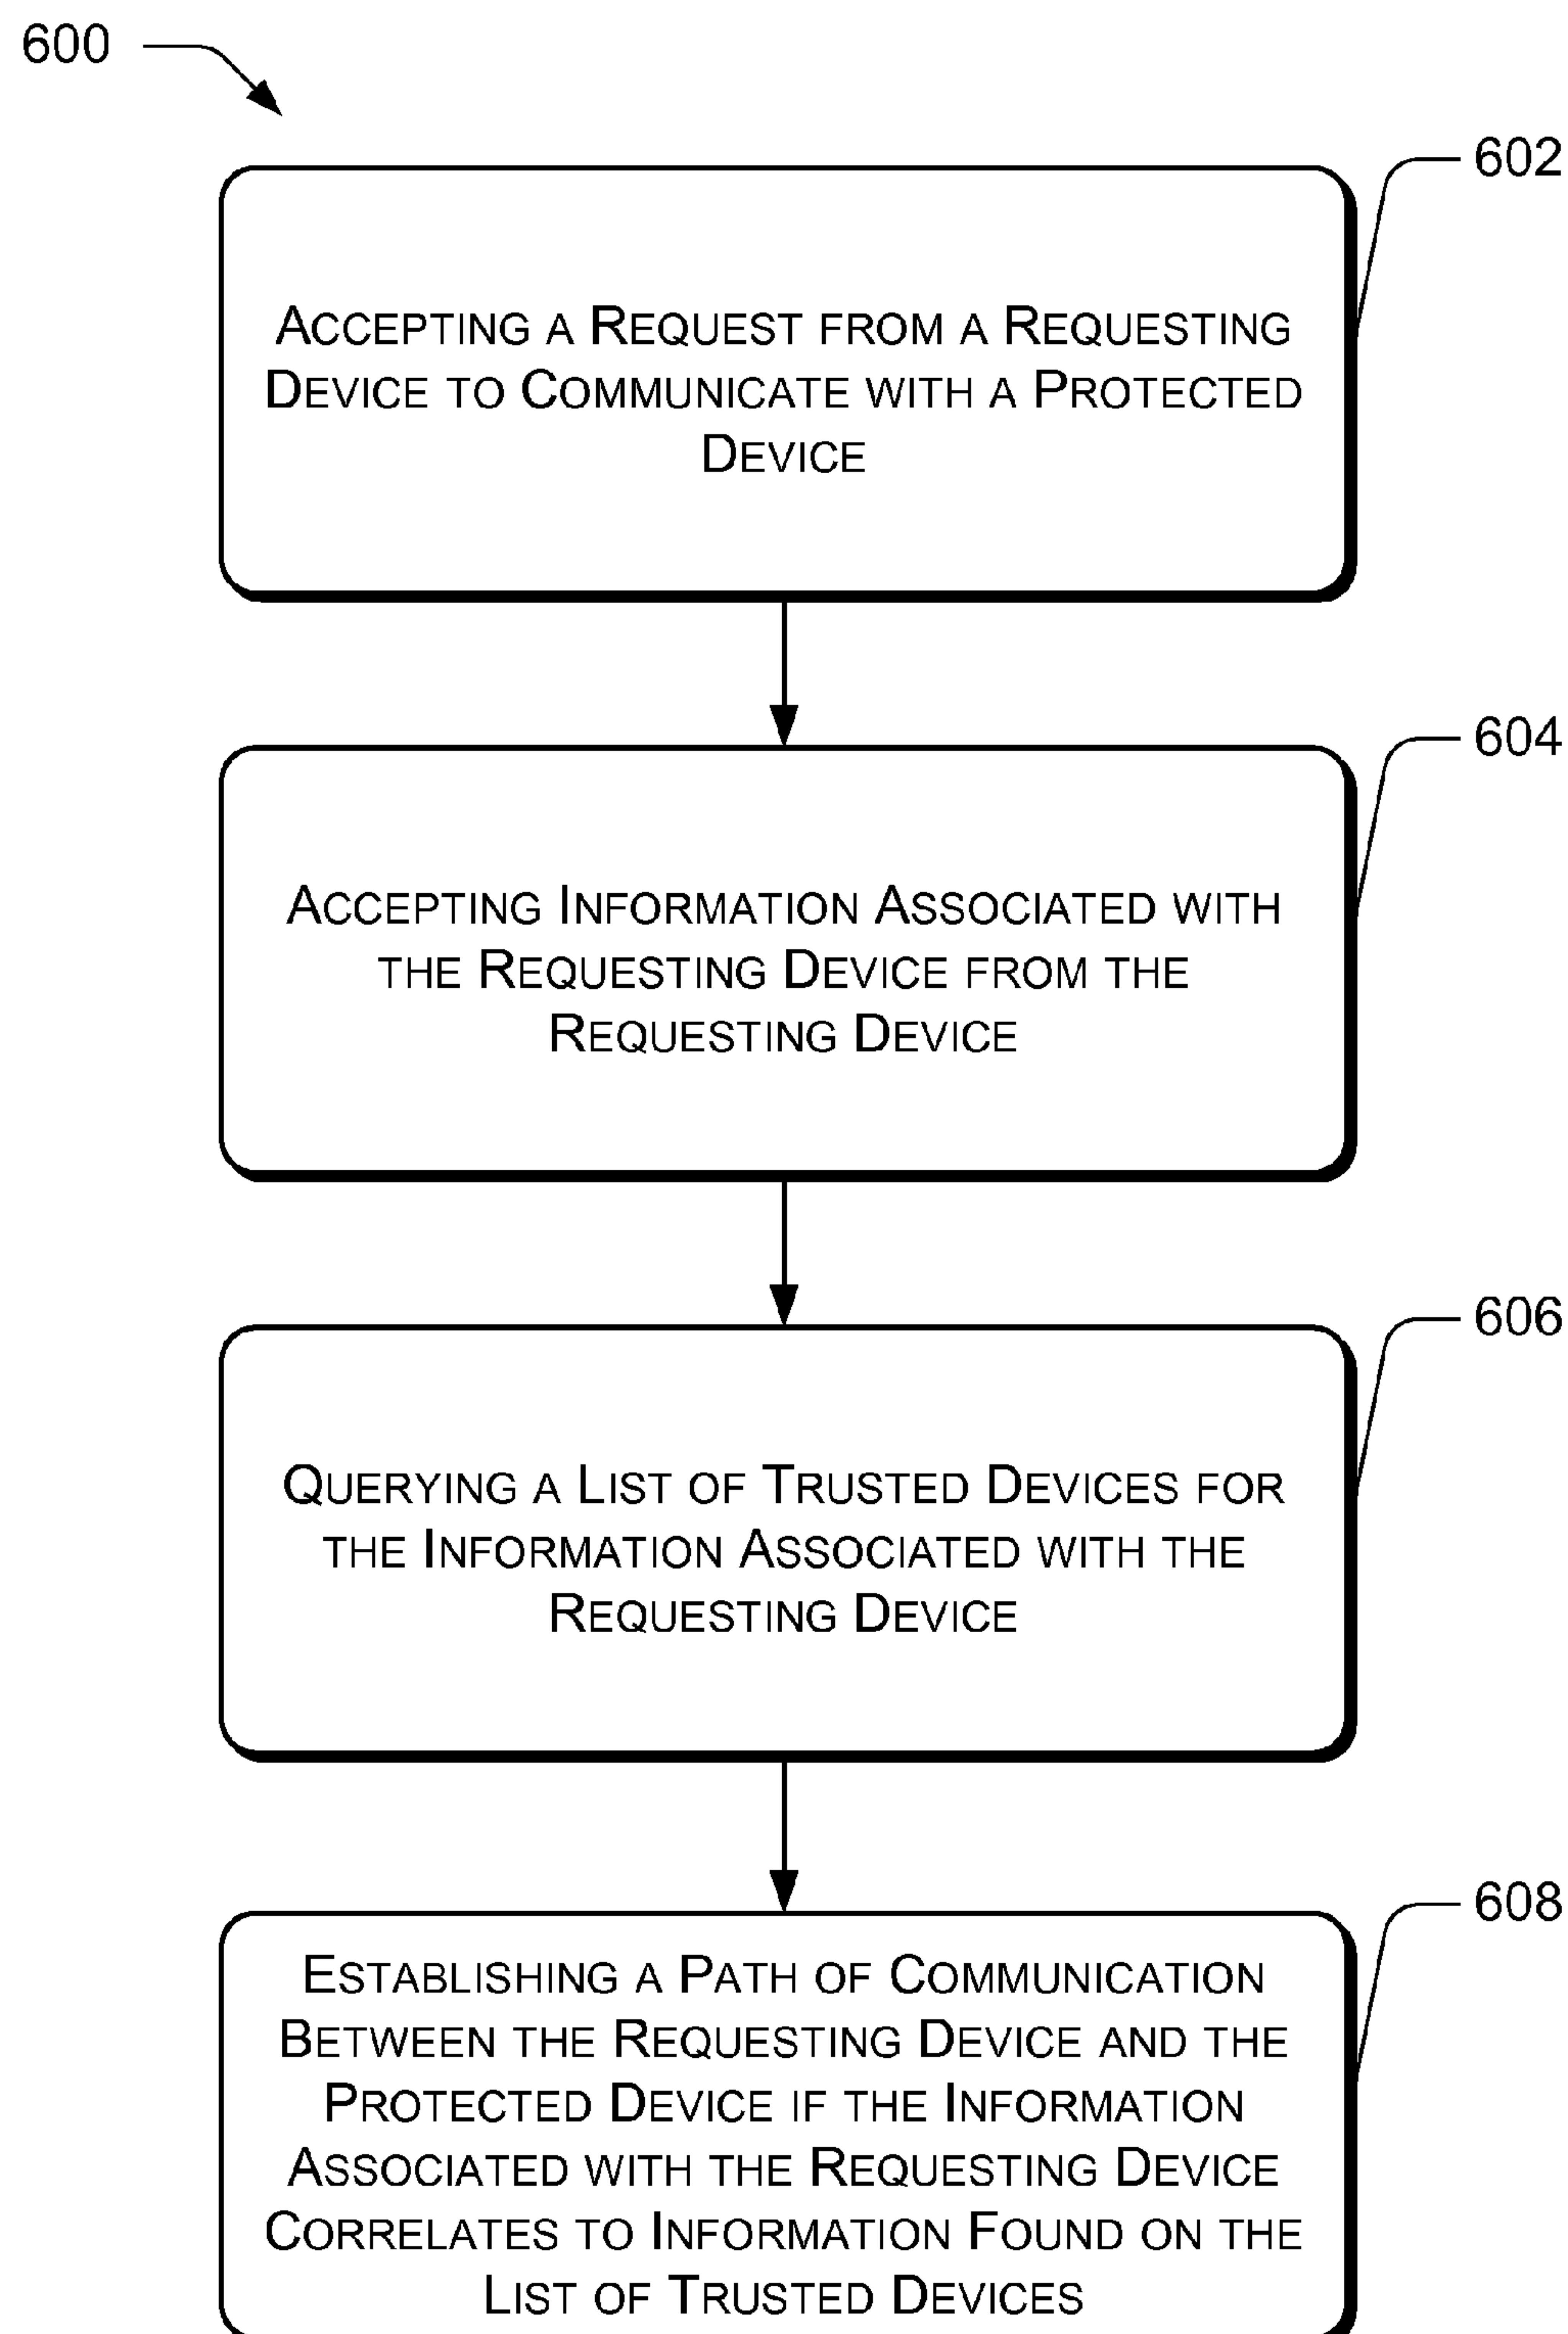 600
602
Accepting a Request from a Requesting
Device to Communicate with a Protected
Device
604
Accepting Information Associated with
the Requesting Device from the
Requesting Device
606
Querying a List of Trusted Devices for
the Information Associated with the
Requesting Device
608
Establishing a Path of Communication
Between the Requesting Device and the
Protected Device if the Information
Associated with the Requesting Device
Correlates to Information Found on the
List of Trusted Devices